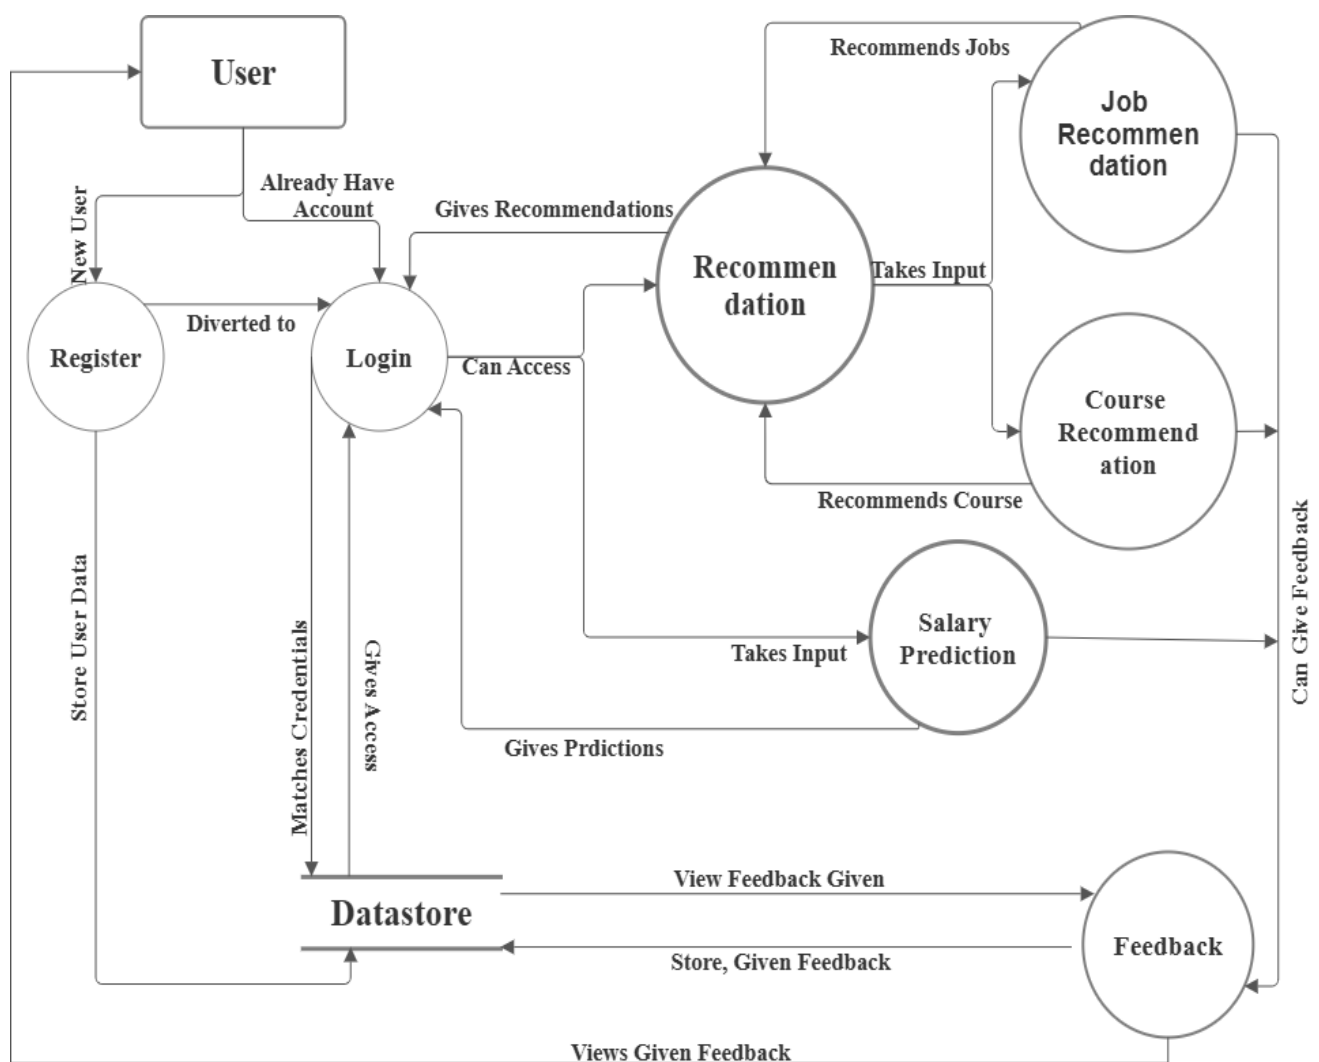 User
Recommends Jobs
Job
Recommen
dation
Already Have
Account
New User
Gives Recommendations
Recommen
dation
Takes Input
Diverted to
Register
Login
Can Access
Course
Recommend
ation
Recommends Course
Can Give Feedback
Store User Data
Matches Credentials
Gives Access
Salary
Prediction
Takes Input
Gives Prdictions
View Feedback Given
Datastore
Feedback
Store, Given Feedback
Views Given Feedback